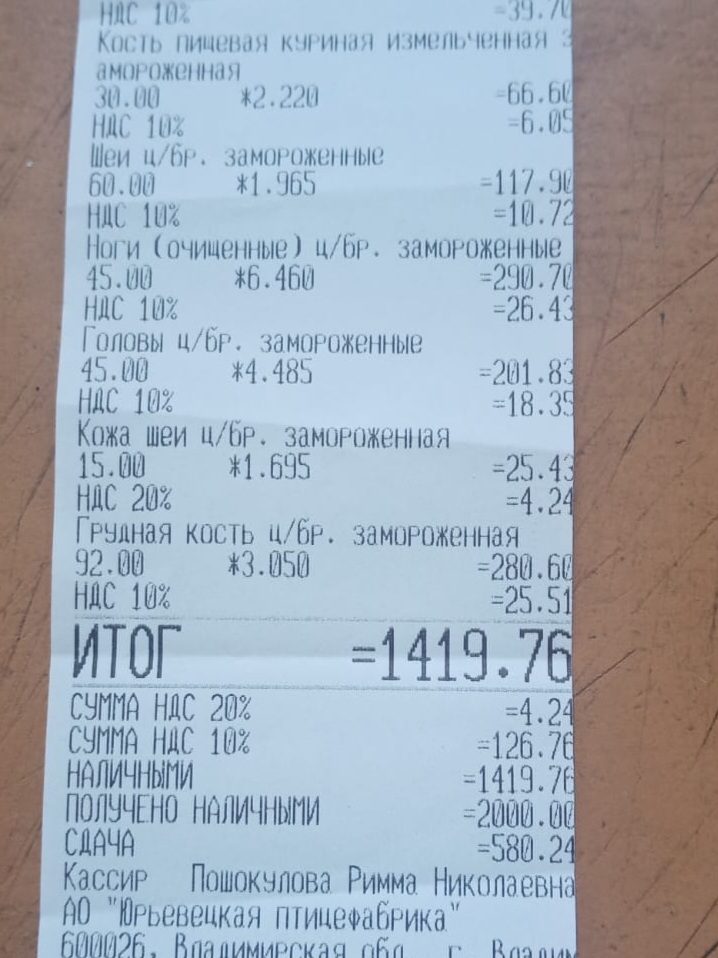 НДС 10% =39.70
Кость пищевая куриная измельченная з
амороженная
30.00 *2.220 =66.60
НДС 10% =6.05
Шеи ц/бр. замороженные
60.00 *1.965 =117.90
НДС 10% =10.72
Ноги (очищенные) ц/бр. замороженные
45.00 *6.460 =290.70
НДС 10% =26.43
Головы ц/бр. замороженные
45.00 *4.485 =201.83
НДС 10% =18.35
Кожа шеи ц/бр. замороженная
15.00 *1.695 =25.43
НДС 20% =4.24
Грудная кость ц/бр. замороженная
92.00 *3.050 =280.60
НДС 10% =25.51
ИТОГ =1419.76
СУММА НДС 20% =4.24
СУММА НДС 10% =126.76
НАЛИЧНЫМИ =1419.76
ПОЛУЧЕНО НАЛИЧНЫМИ =2000.00
СДАЧА =580.24
Кассир Пошокулова Римма Николаевна
АО "Юрьевецкая птицефабрика"
600026, Владимирская обл., г. Владим